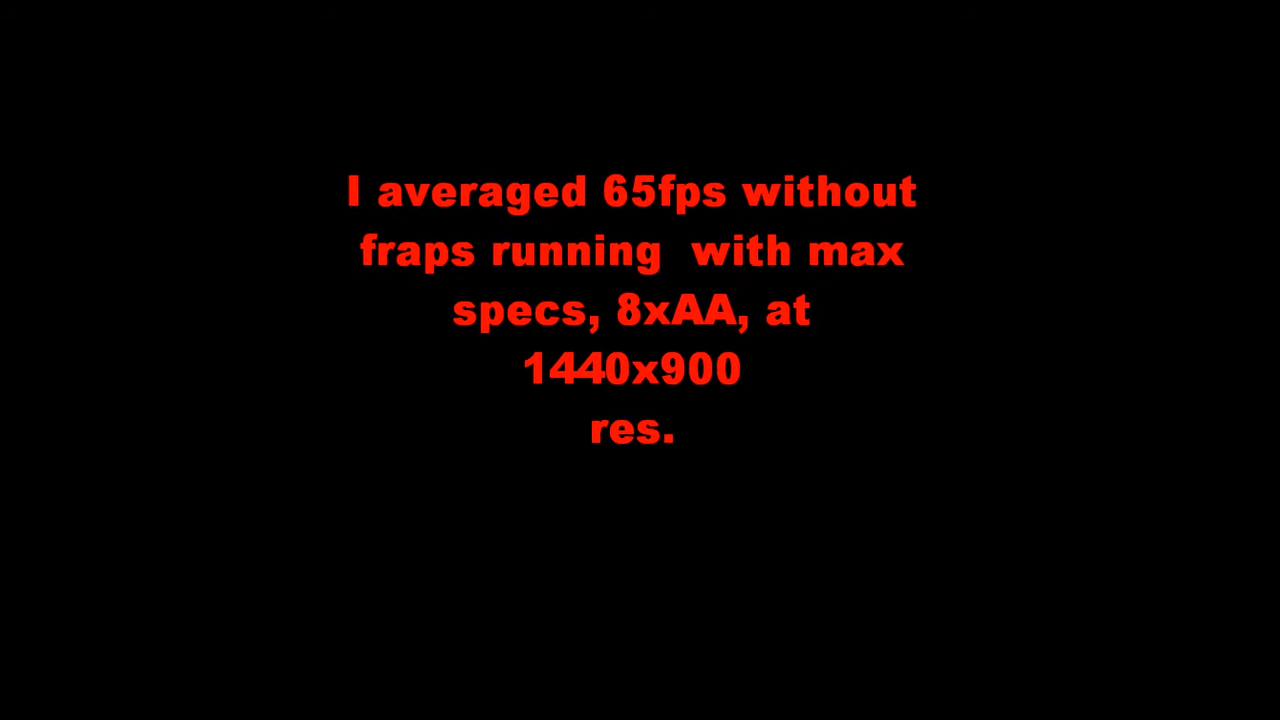 I averaged 65fps without
fraps running  with max
specs, 8xAA, at
1440x900
res.